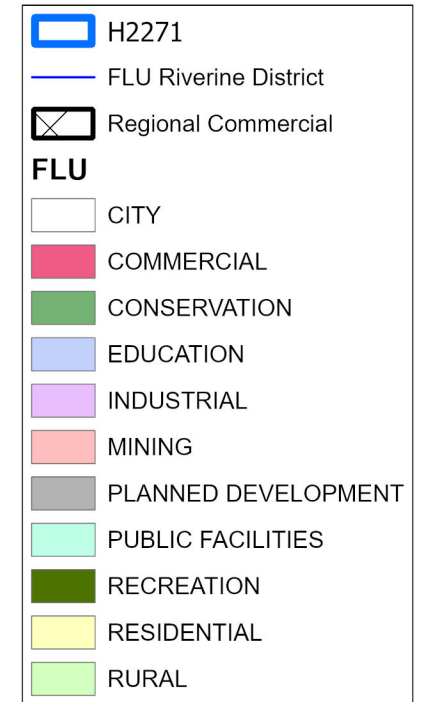 H2271
FLU Riverine District
Regional Commercial
FLU
CITY
COMMERCIAL
CONSERVATION
EDUCATION
INDUSTRIAL
MINING
PLANNED DEVELOPMENT
PUBLIC FACILITIES
RECREATION
RESIDENTIAL
RURAL